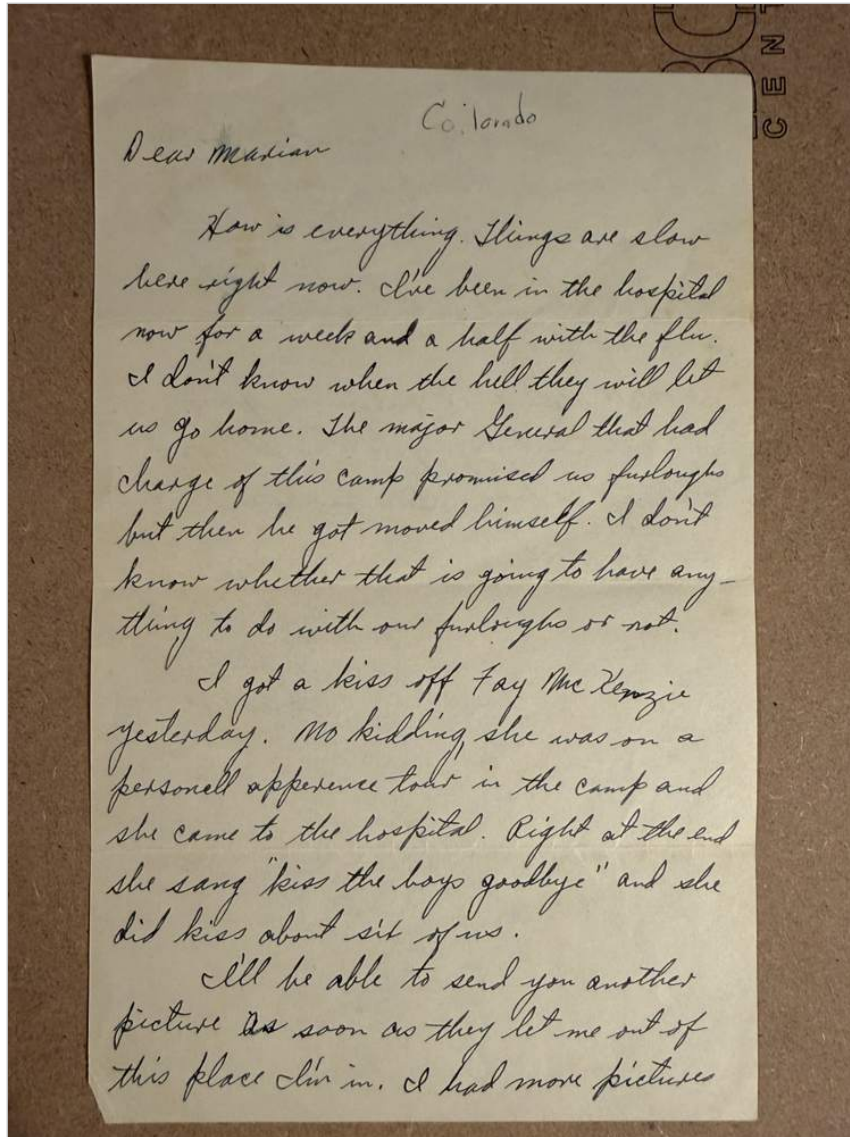 CENT
Co.lorado
Dear Marian
How is everything. Things are slow
here right now. I've been in the hospital
now for a week and a half with the flu.
I don't know when the hell they will let
us go home. The major General that had
charge of this camp promised us furloughs
but then he got moved himself. I don't
know whether that is going to have any-
thing to do with our furloughs or not.
I got a kiss off Fay McKenzie
yesterday. No kidding, she was on a
personell apperence tour in the camp and
she came to the hospital. Right at the end
she sang "kiss the boys goodbye" and she
did kiss about six of us.
I'll be able to send you another
picture as soon as they let me out of
this place I'm in. I had more pictures